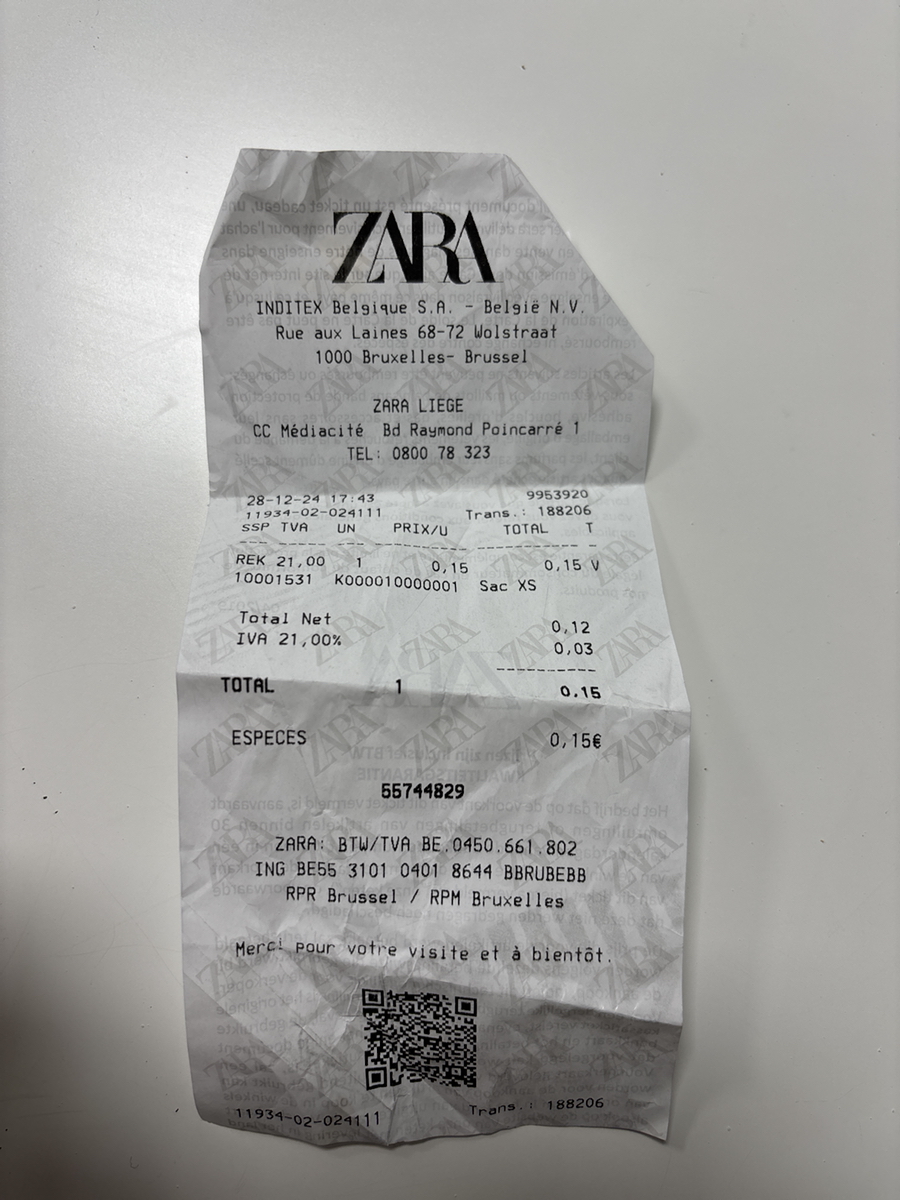 ZARA
INDITEX Belgique S.A. - België N.V.
Rue aux Laines 68-72 Wolstraat
1000 Bruxelles- Brussel
ZARA LIEGE
CC Médiacité Bd Raymond Poincarré 1
TEL: 0800 78 323
28-12-24 17:43 9953920
11934-02-024111 Trans.: 188206
SSP TVA UN PRIX/U TOTAL T
REK 21,00 1 0,15 0,15 V
10001531 K000010000001 Sac XS
Total Net 0,12
IVA 21,00% 0,03
TOTAL 1 0.15
ESPECES 0,15€
55744829
ZARA: BTW/TVA BE.0450.661.802
ING BE55 3101 0401 8644 BBRUBEBB
RPR Brussel / RPM Bruxelles
Merci pour votre visite et à bientôt.
11934-02-024111 Trans.: 188206